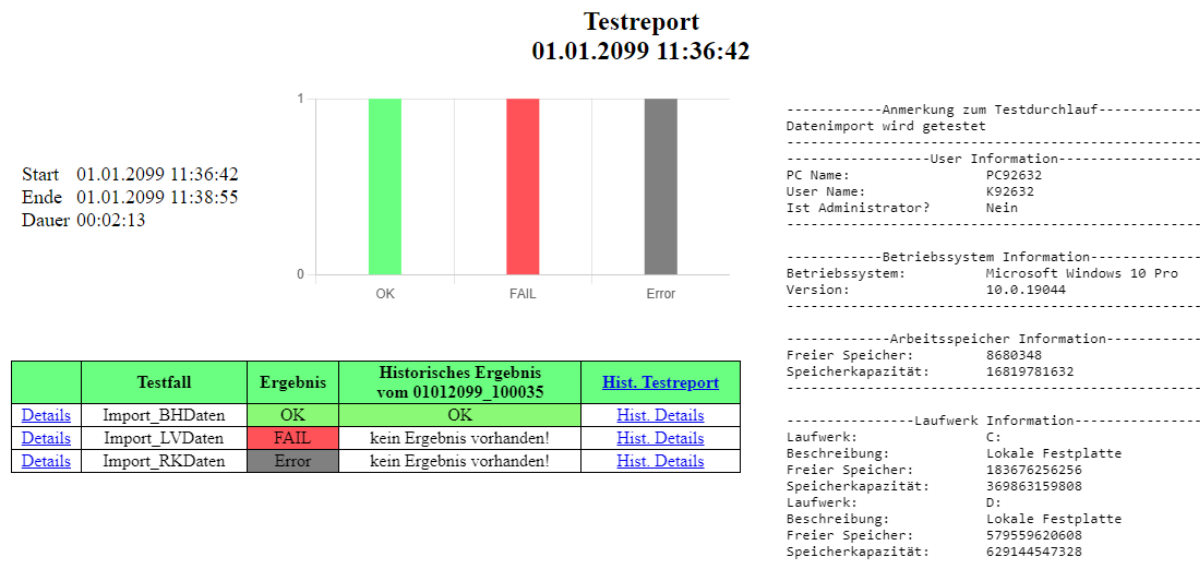 Testreport
01.01.2099 11:36:42
Start 01.01.2099 11:36:42
Ende 01.01.2099 11:38:55
Dauer 00:02:13
1
0
OK FAIL Error
Testfall Ergebnis Historisches Ergebnis vom 01012099_100035 Hist. Testreport
Details Import_BHDaten OK OK Hist. Details
Details Import_LVDaten FAIL kein Ergebnis vorhanden! Hist. Details
Details Import_RKDaten Error kein Ergebnis vorhanden! Hist. Details
------------Anmerkung zum Testdurchlauf-------------
Datenimport wird getestet
----------------------------------------------------
------------------User Information------------------
PC Name: PC92632
User Name: K92632
Ist Administrator? Nein
----------------------------------------------------
------------Betriebssystem Information--------------
Betriebssystem: Microsoft Windows 10 Pro
Version: 10.0.19044
----------------------------------------------------
-------------Arbeitsspeicher Information------------
Freier Speicher: 8680348
Speicherkapazität: 16819781632
----------------------------------------------------
----------------Laufwerk Information----------------
Laufwerk: C:
Beschreibung: Lokale Festplatte
Freier Speicher: 183676256256
Speicherkapazität: 369863159808
Laufwerk: D:
Beschreibung: Lokale Festplatte
Freier Speicher: 579559620608
Speicherkapazität: 629144547328